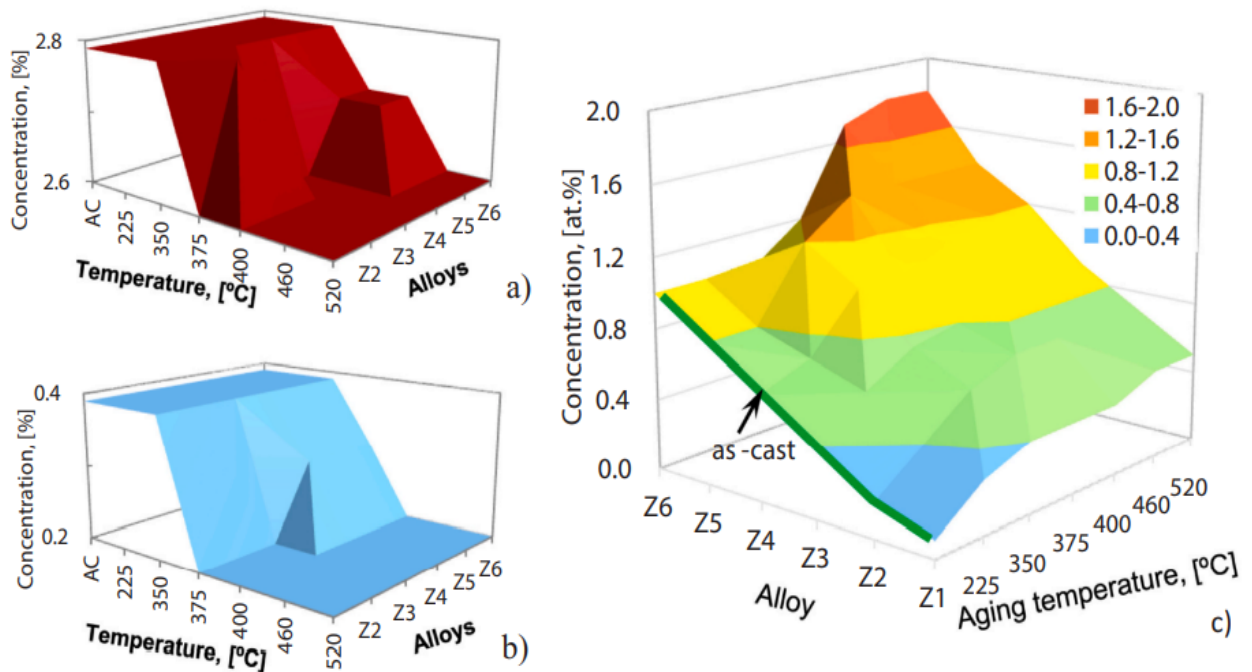 2.8
2.6
Concentration, [%]
AC
225
350
375
400
460
520
Temperature, [ºC]
Z2
Z3
Z4
Z5
Z6
Alloys
a)
0.4
0.2
Concentration, [%]
AC
225
350
375
400
460
520
Temperature, [ºC]
Z2
Z3
Z4
Z5
Z6
Alloys
b)
2.0
1.6
1.2
0.8
0.4
0.0
Concentration, [at.%]
1.6-2.0
1.2-1.6
0.8-1.2
0.4-0.8
0.0-0.4
as -cast
Z6
Z5
Z4
Z3
Z2
Z1
Alloy
225
350
375
400
460
520
Aging temperature, [ºC]
c)